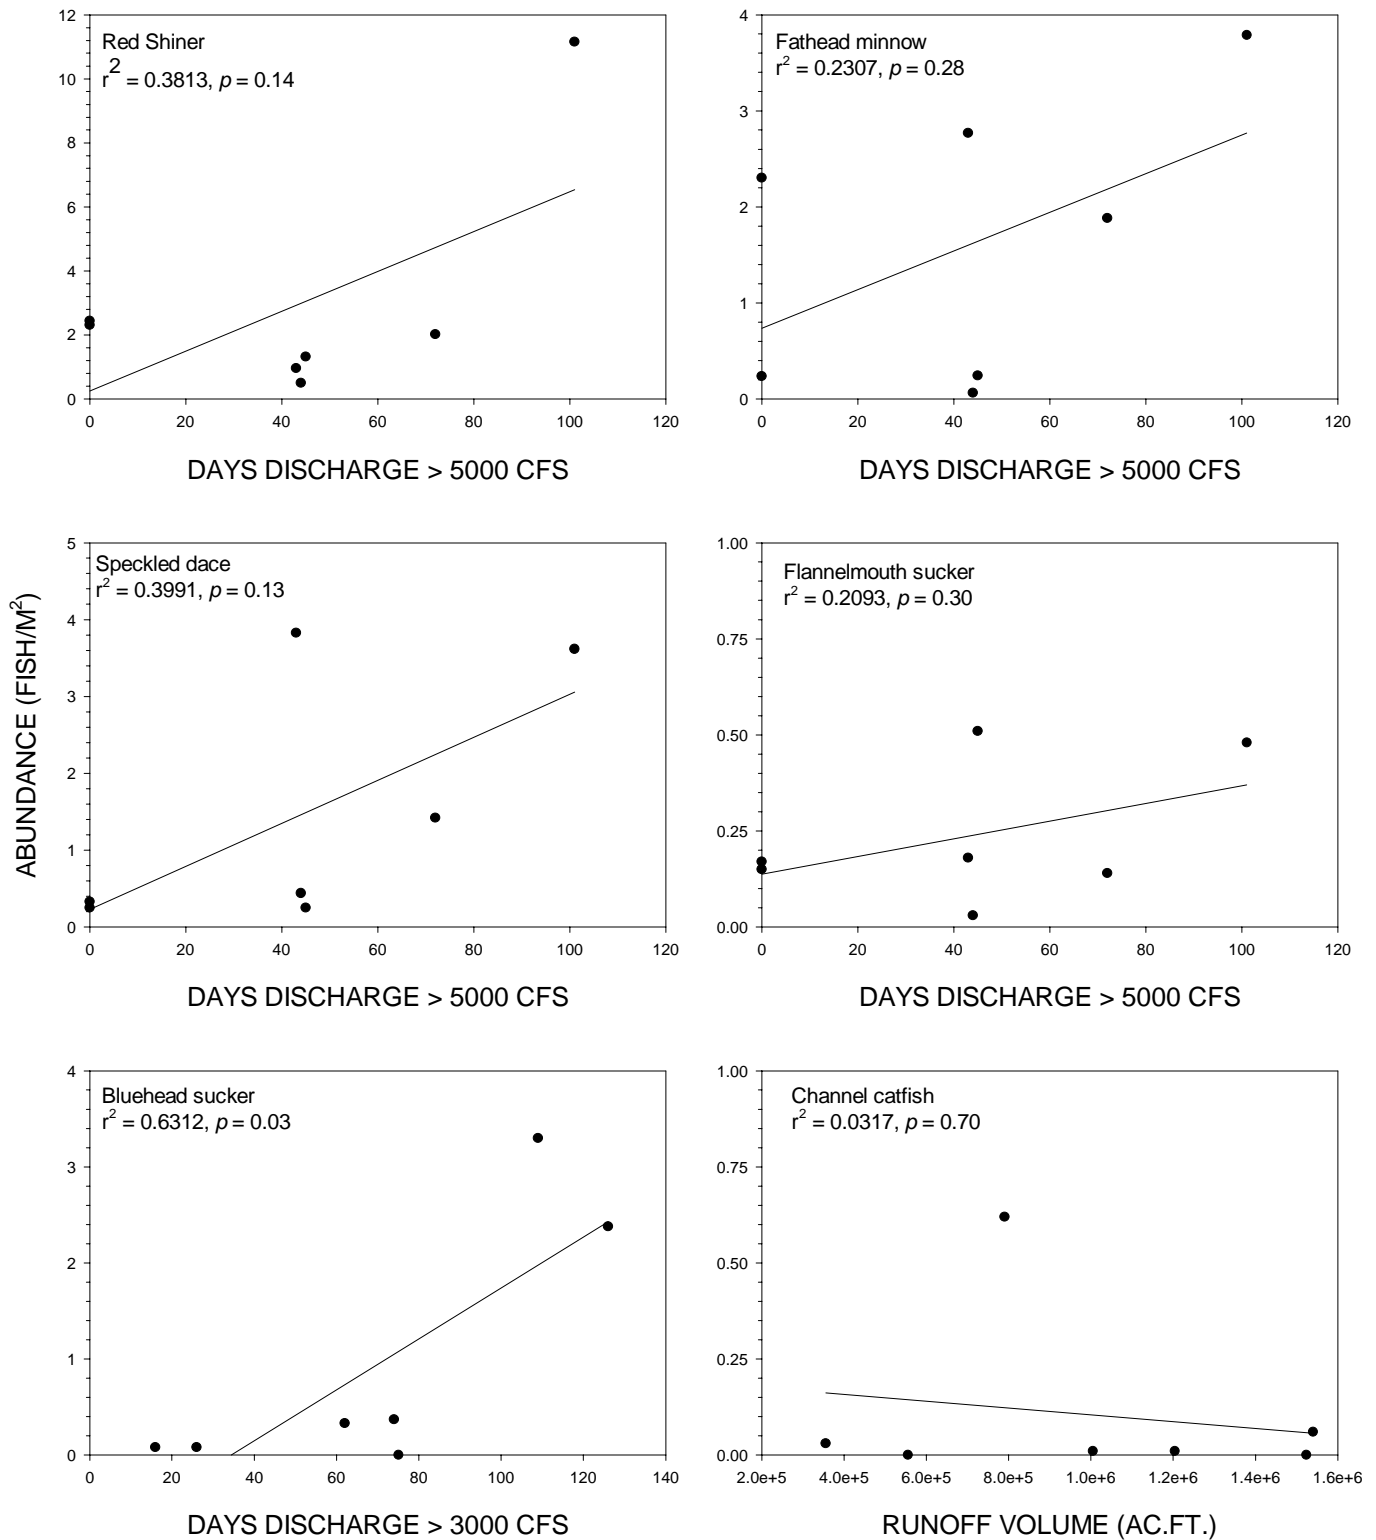 Red Shiner
r2 = 0.3813, p = 0.14
12
10
8
6
4
2
0
0 20 40 60 80 100 120
DAYS DISCHARGE > 5000 CFS
Fathead minnow
r2 = 0.2307, p = 0.28
4
3
2
1
0
0 20 40 60 80 100 120
DAYS DISCHARGE > 5000 CFS
ABUNDANCE (FISH/M2)
Speckled dace
r2 = 0.3991, p = 0.13
5
4
3
2
1
0
0 20 40 60 80 100 120
DAYS DISCHARGE > 5000 CFS
Flannelmouth sucker
r2 = 0.2093, p = 0.30
1.00
0.75
0.50
0.25
0.00
0 20 40 60 80 100 120
DAYS DISCHARGE > 5000 CFS
Bluehead sucker
r2 = 0.6312, p = 0.03
4
3
2
1
0
0 20 40 60 80 100 120 140
DAYS DISCHARGE > 3000 CFS
Channel catfish
r2 = 0.0317, p = 0.70
1.00
0.75
0.50
0.25
0.00
2.0e+5 4.0e+5 6.0e+5 8.0e+5 1.0e+6 1.2e+6 1.4e+6 1.6e+6
RUNOFF VOLUME (AC.FT.)